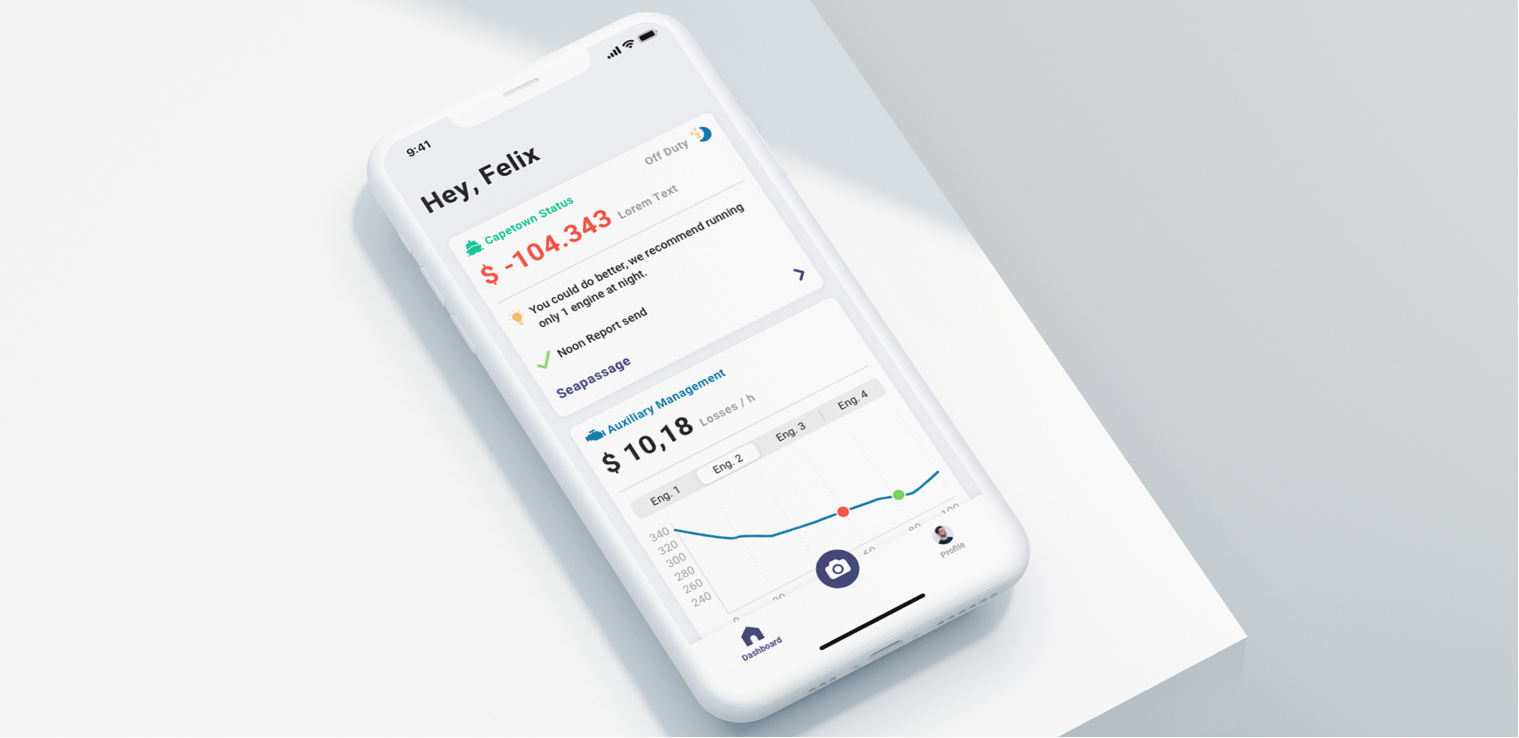 9:41
Hey, Felix
Capetown Status
Off Duty
$ -104.343 Lorem Text
You could do better, we recommend running
only 1 engine at night.
Noon Report send
Seapassage
Auxiliary Management
$ 10,18 Losses / h
Eng. 1 Eng. 2 Eng. 3 Eng. 4
340
320
300
280
260
240
0 20 60 80 100
Dashboard
Profile